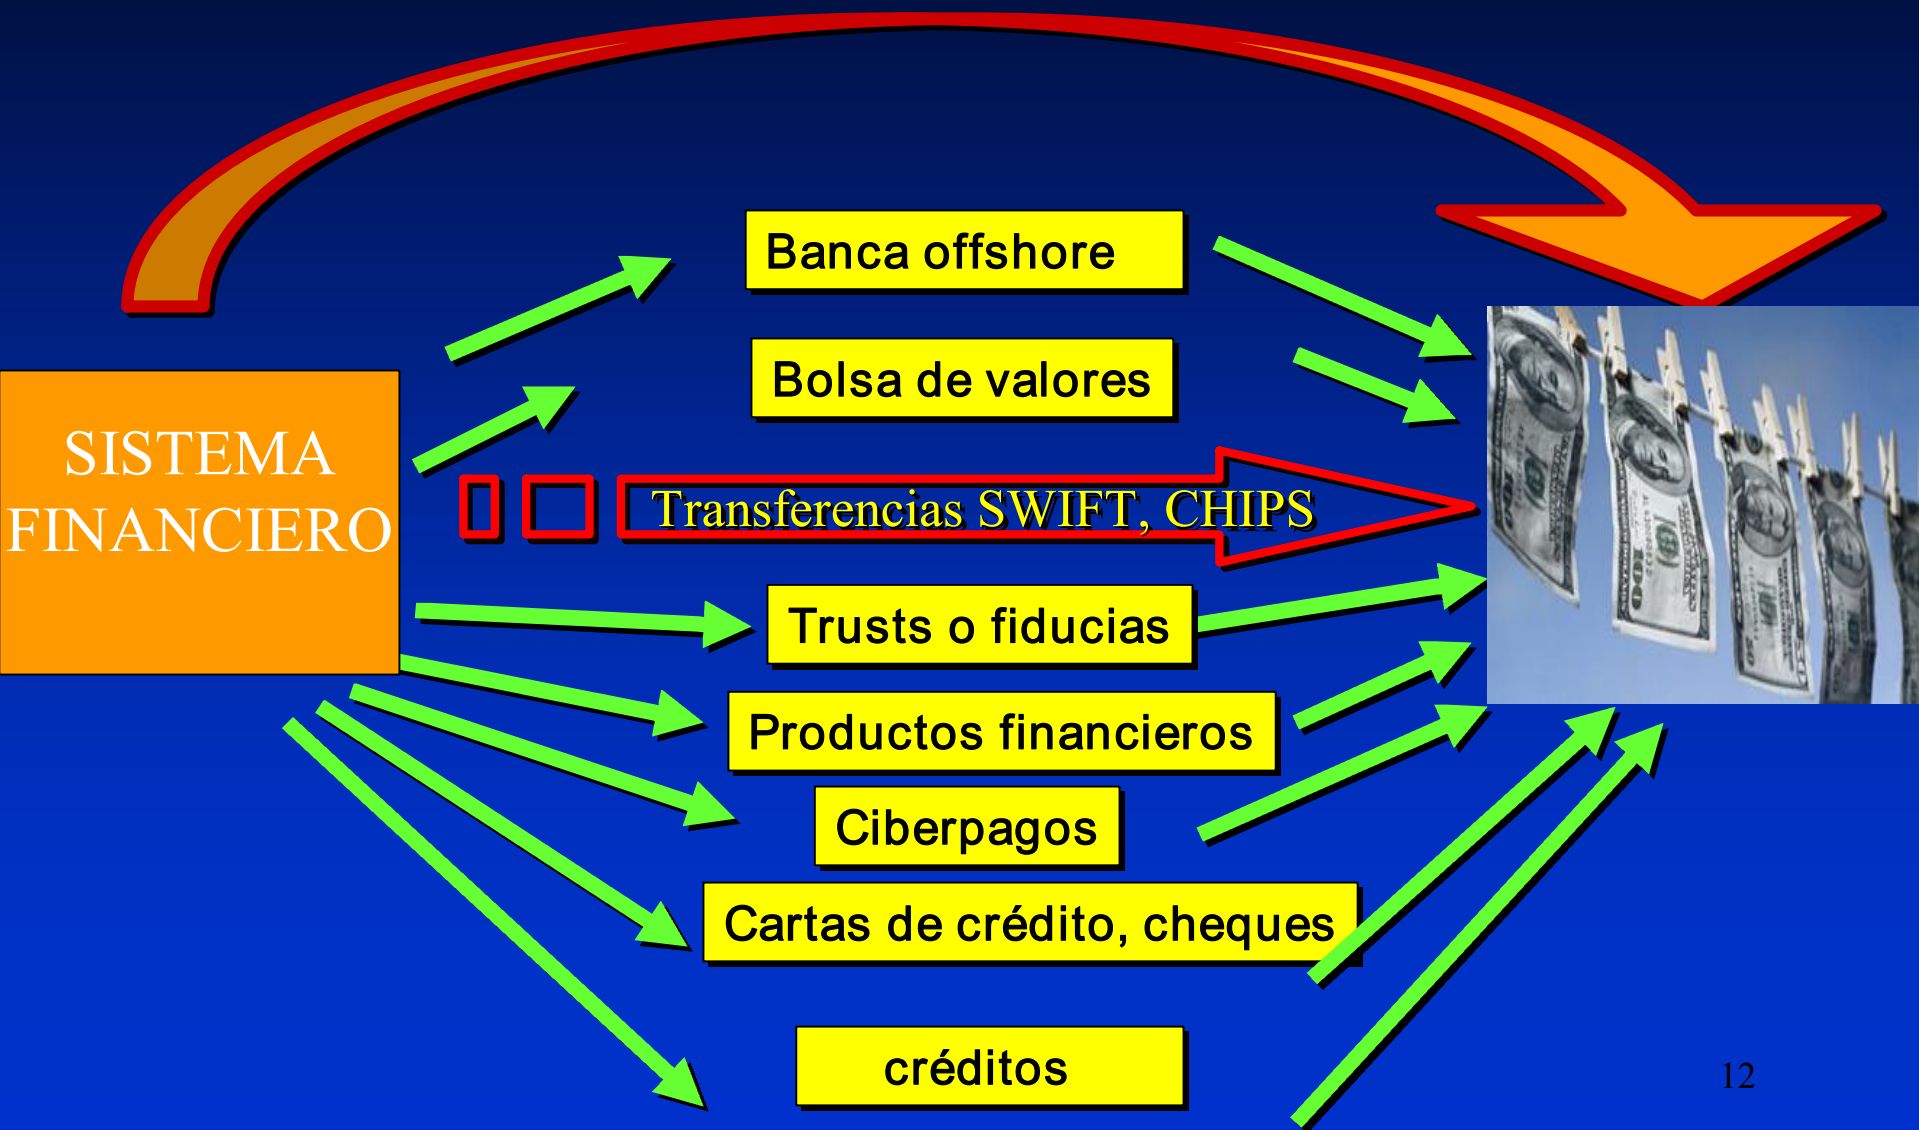 Banca offshore
Bolsa de valores
SISTEMA
FINANCIERO
Transferencias SWIFT, CHIPS
Trusts o fiducias
Productos financieros
Ciberpagos
Cartas de crédito, cheques
créditos
12